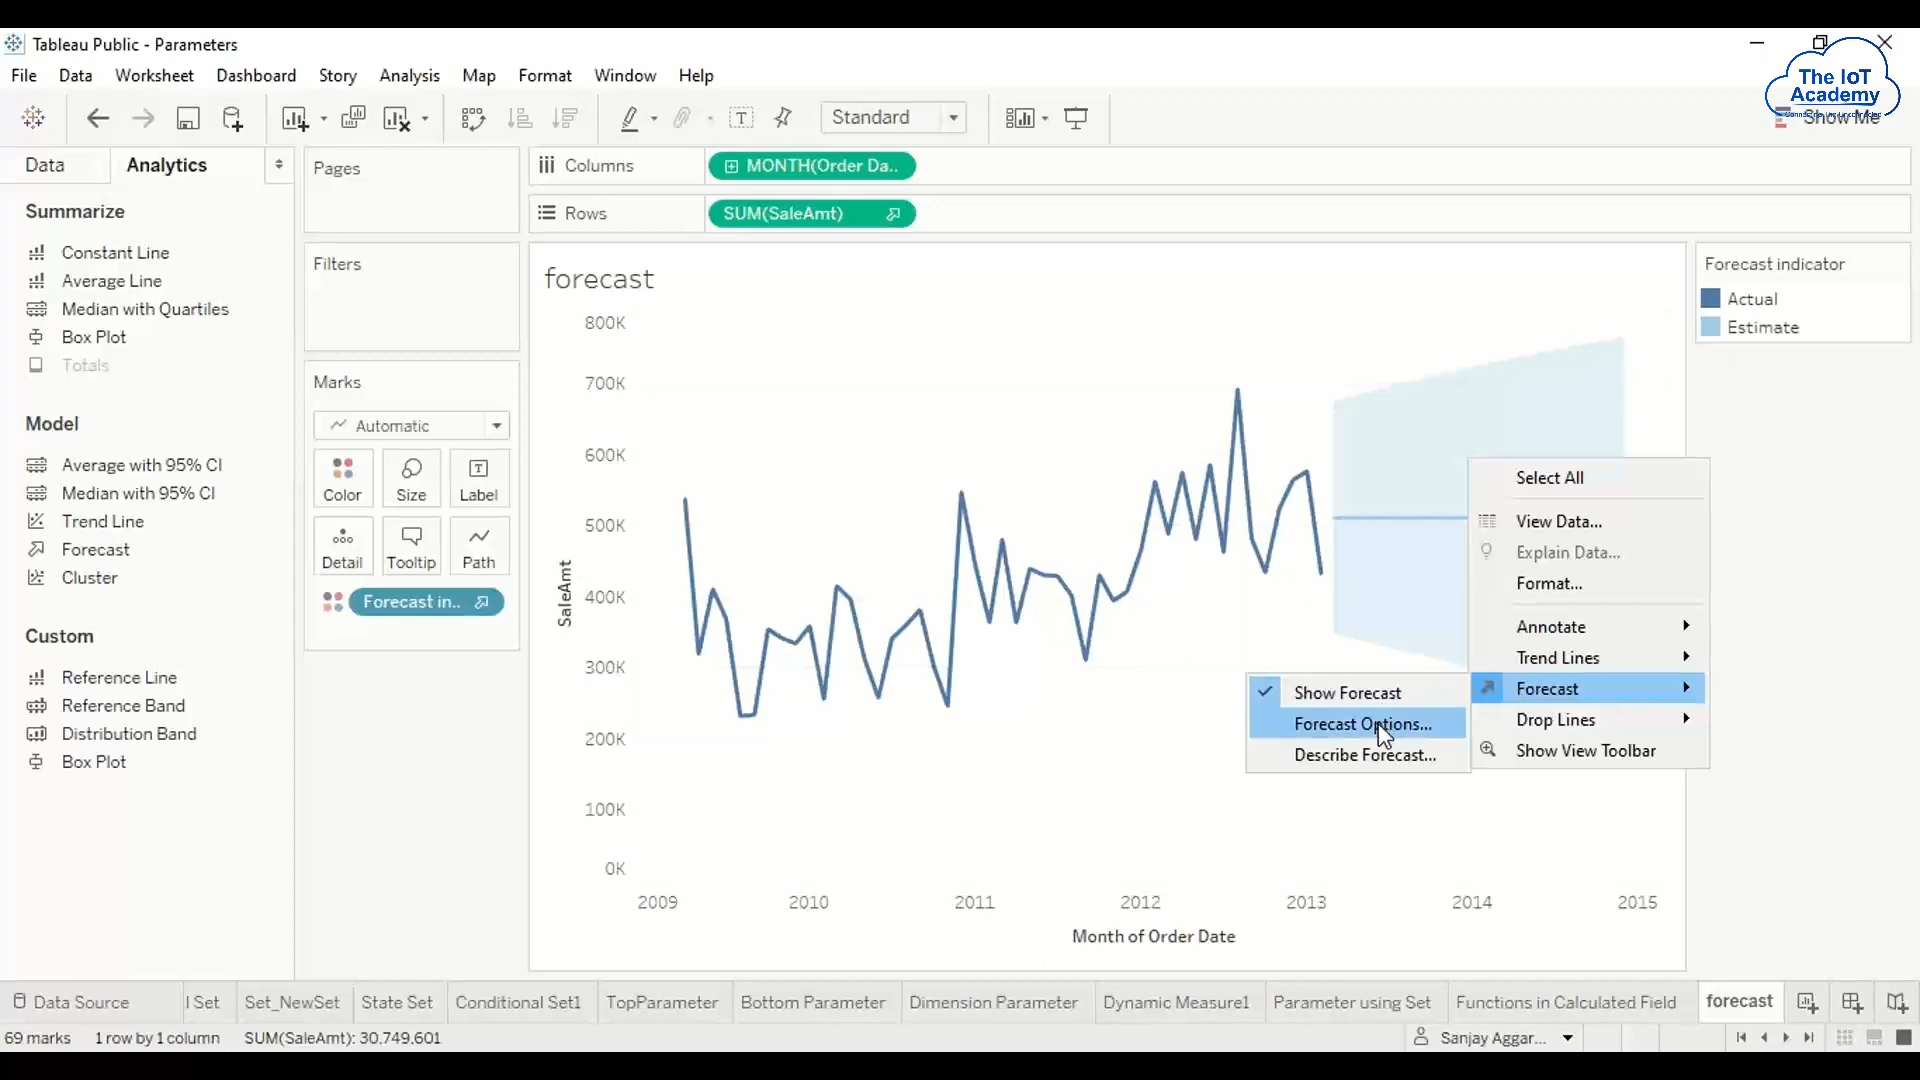 Tableau Public - Parameters
The IoT
Academy
File Data Worksheet Dashboard Story Analysis Map Format Window Help
Standard
Show Me
Data Analytics
Pages
Columns
MONTH(Order Da..
Rows
SUM(SaleAmt)
Summarize
Constant Line
Average Line
Median with Quartiles
Box Plot
Totals
Model
Average with 95% CI
Median with 95% CI
Trend Line
Forecast
Cluster
Custom
Reference Line
Reference Band
Distribution Band
Box Plot
Filters
Marks
Automatic
Color Size Label
Detail Tooltip Path
Forecast in..
forecast
800K
700K
600K
500K
400K
300K
200K
100K
0K
SaleAmt
2009 2010 2011 2012 2013 2014 2015
Month of Order Date
Forecast indicator
Actual
Estimate
Select All
View Data...
Explain Data...
Format...
Annotate
Trend Lines
Forecast
Drop Lines
Show View Toolbar
Show Forecast
Forecast Options...
Describe Forecast...
Data Source l Set Set_NewSet State Set Conditional Set1 TopParameter Bottom Parameter Dimension Parameter Dynamic Measure1 Parameter using Set Functions in Calculated Field forecast
69 marks 1 row by 1 column SUM(SaleAmt): 30,749,601 Sanjay Aggar...